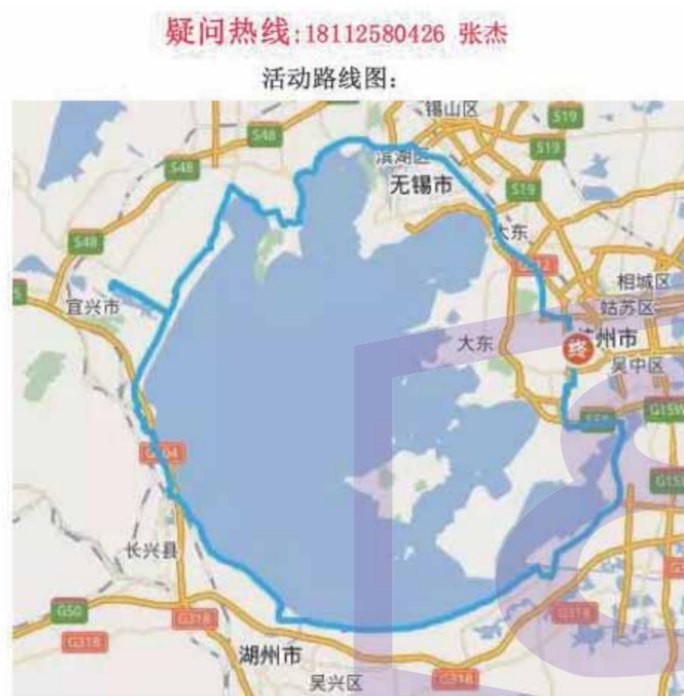 疑问热线:18112580426 张杰
活动路线图:
锡山区
S19
S48
滨湖区
S48
无锡市
S19
大东
S48
相城区
宜兴市
姑苏区
大东
终
州市
吴中区
G15W
长兴县
G50
G318
G318
G318
湖州市
吴兴区
G318